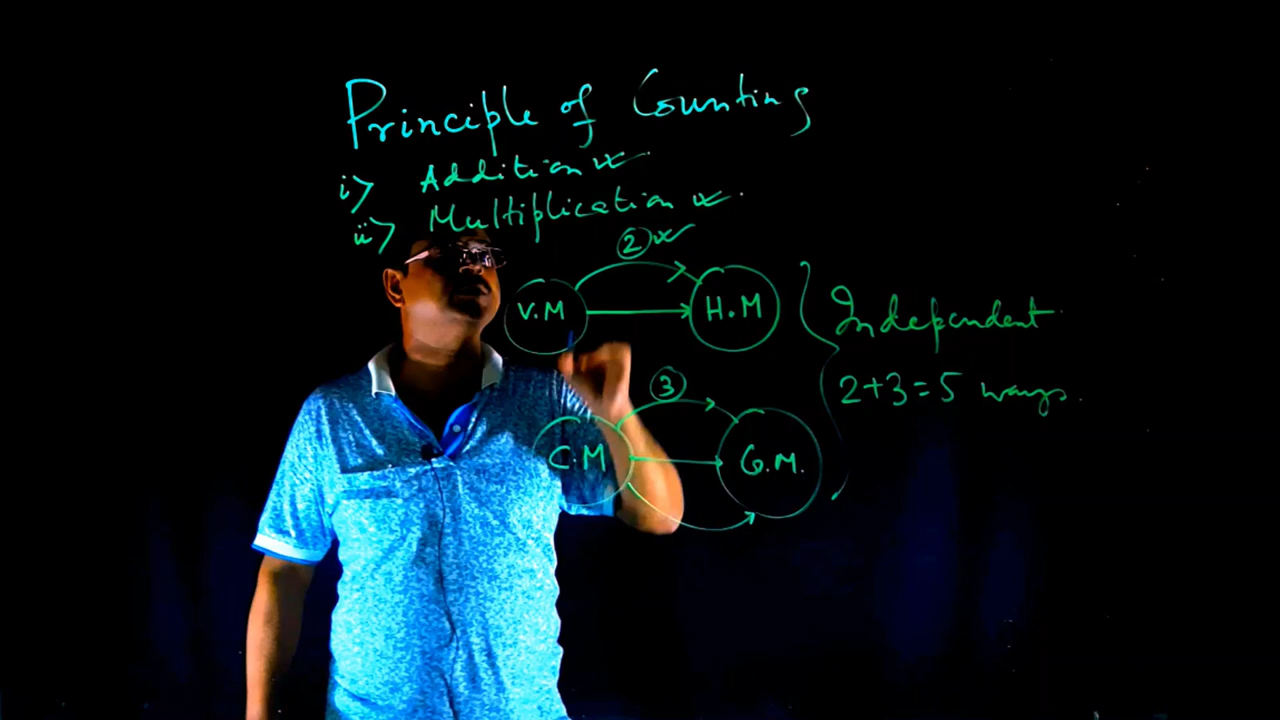 Principle of Counting
i> Addition
ii> Multiplication
2
V.M H.M
Independent
2+3=5 ways.
3
C.M G.M.